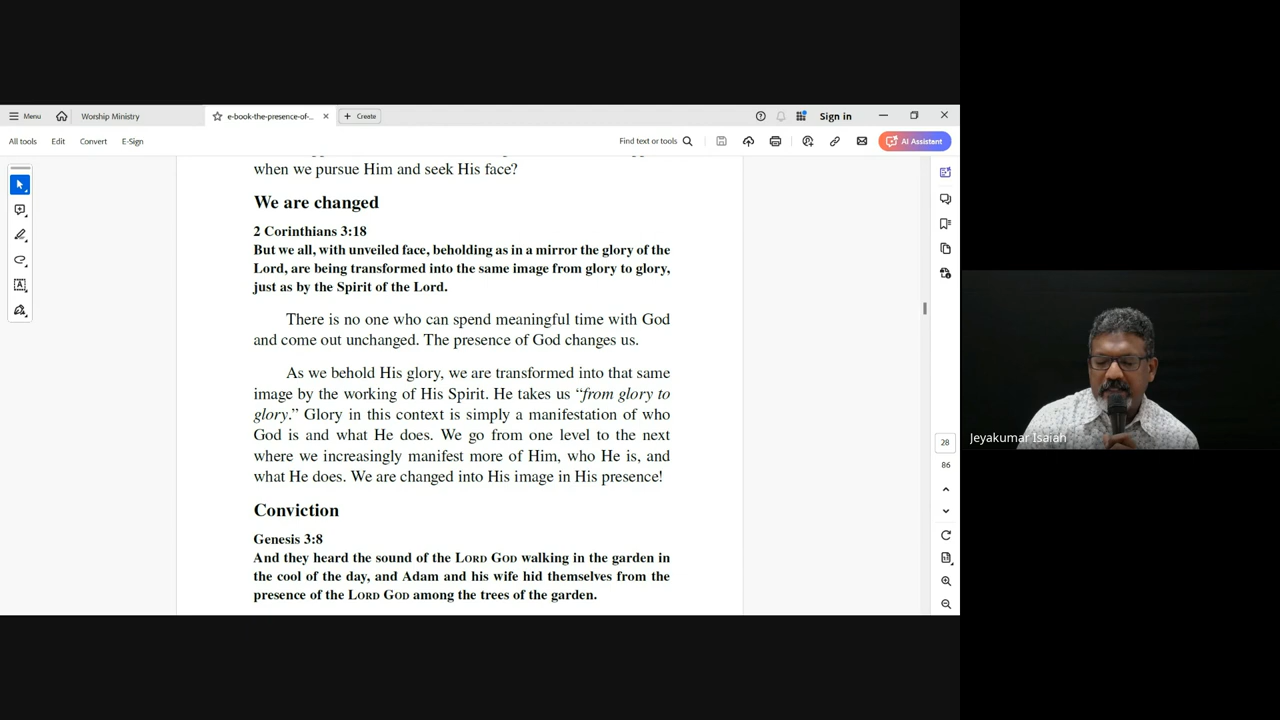 Menu
Worship Ministry
e-book-the-presence-of-...
Create
Sign in
All tools
Edit
Convert
E-Sign
Find text or tools
AI Assistant
when we pursue Him and seek His face?
We are changed
2 Corinthians 3:18
But we all, with unveiled face, beholding as in a mirror the glory of the
Lord, are being transformed into the same image from glory to glory,
just as by the Spirit of the Lord.
There is no one who can spend meaningful time with God
and come out unchanged. The presence of God changes us.
As we behold His glory, we are transformed into that same
image by the working of His Spirit. He takes us “from glory to
glory.” Glory in this context is simply a manifestation of who
God is and what He does. We go from one level to the next
where we increasingly manifest more of Him, who He is, and
what He does. We are changed into His image in His presence!
Conviction
Genesis 3:8
And they heard the sound of the LORD GOD walking in the garden in
the cool of the day, and Adam and his wife hid themselves from the
presence of the LORD GOD among the trees of the garden.
28
86
Jeyakumar Isaiah